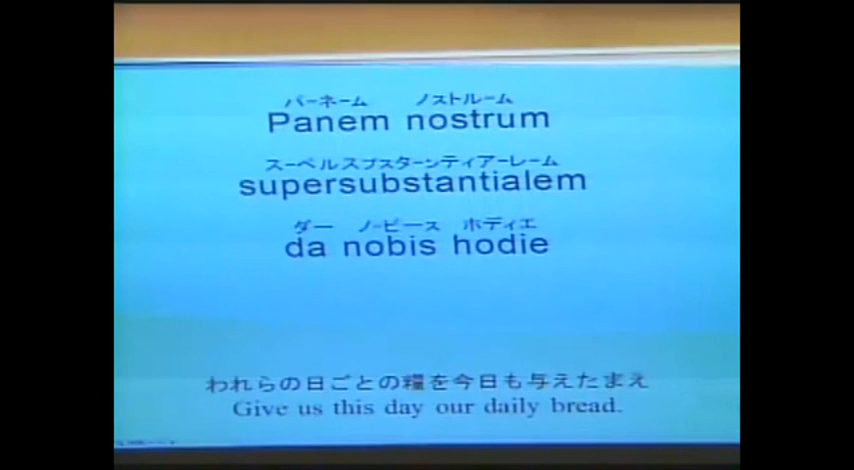 パーネーム ノストルーム
Panem nostrum
スーペルスブスターンティアーレーム
supersubstantialem
ダー ノービース ホディエ
da nobis hodie
われらの日ごとの糧を今日も与えたまえ
Give us this day our daily bread.